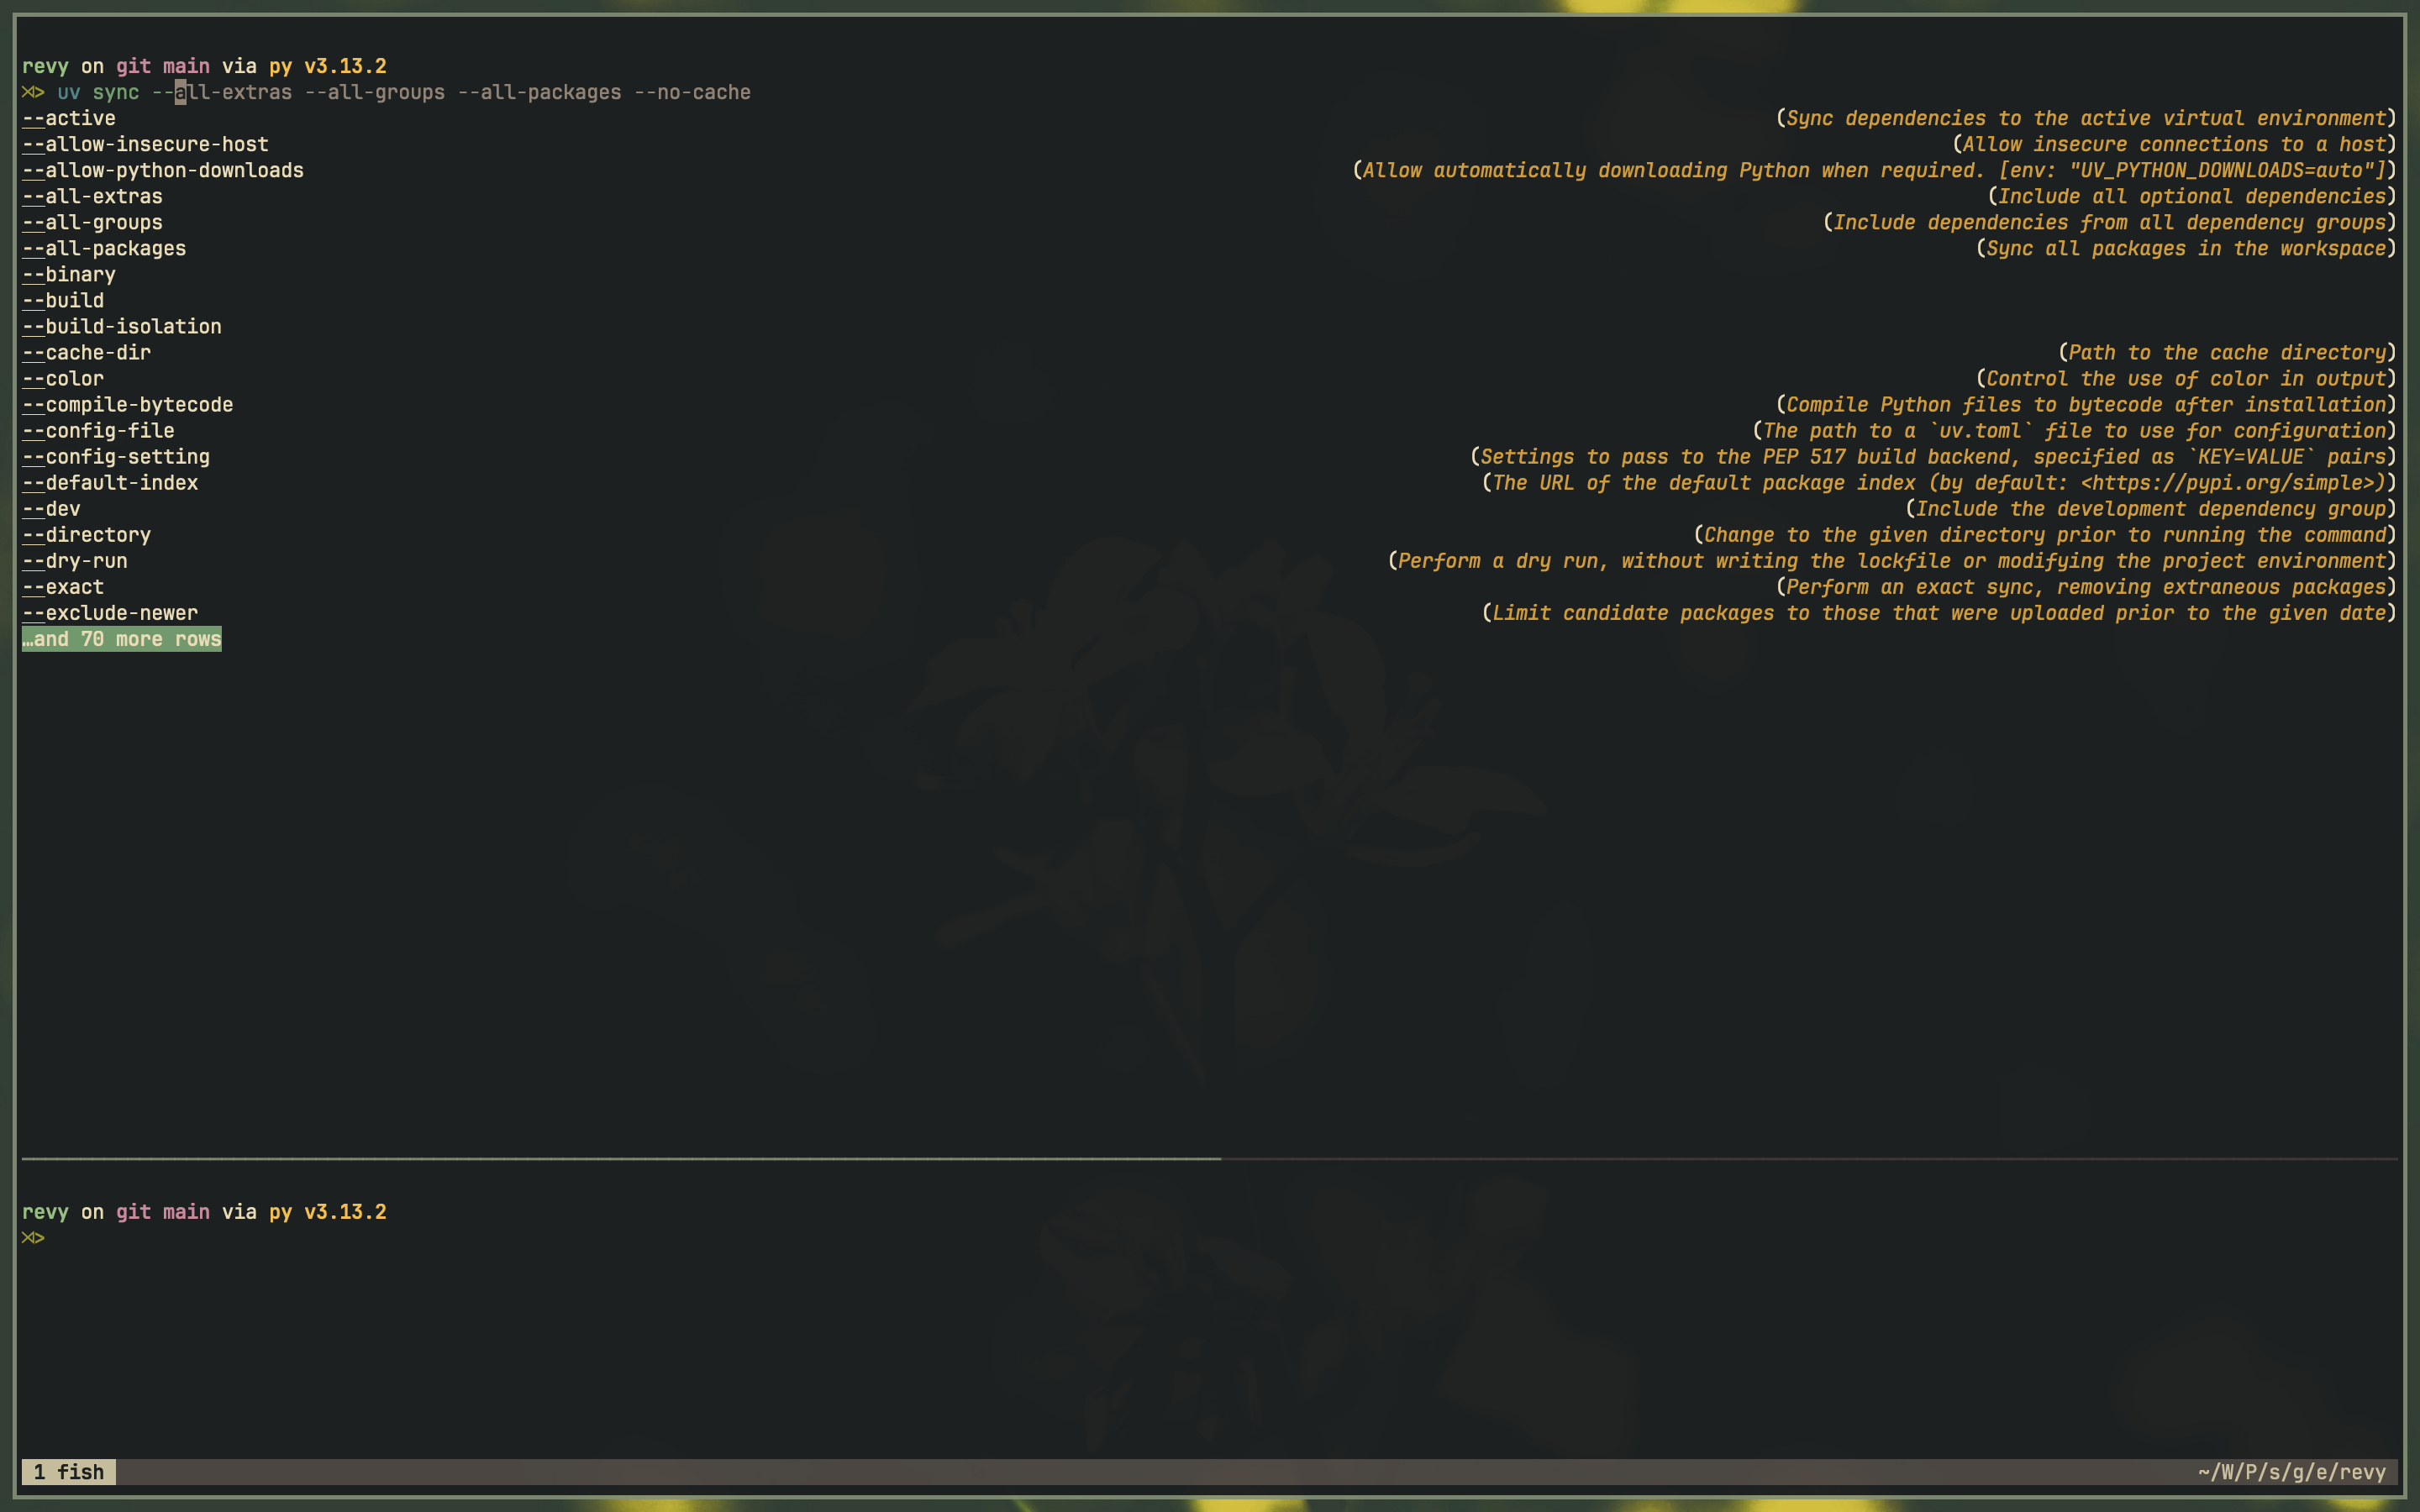 revy on git main via py v3.13.2
⋊> uv sync --all-extras --all-groups --all-packages --no-cache
--active (Sync dependencies to the active virtual environment)
--allow-insecure-host (Allow insecure connections to a host)
--allow-python-downloads (Allow automatically downloading Python when required. [env: "UV_PYTHON_DOWNLOADS=auto"])
--all-extras (Include all optional dependencies)
--all-groups (Include dependencies from all dependency groups)
--all-packages (Sync all packages in the workspace)
--binary
--build
--build-isolation
--cache-dir (Path to the cache directory)
--color (Control the use of color in output)
--compile-bytecode (Compile Python files to bytecode after installation)
--config-file (The path to a `uv.toml` file to use for configuration)
--config-setting (Settings to pass to the PEP 517 build backend, specified as `KEY=VALUE` pairs)
--default-index (The URL of the default package index (by default: <https://pypi.org/simple>))
--dev (Include the development dependency group)
--directory (Change to the given directory prior to running the command)
--dry-run (Perform a dry run, without writing the lockfile or modifying the project environment)
--exact (Perform an exact sync, removing extraneous packages)
--exclude-newer (Limit candidate packages to those that were uploaded prior to the given date)
…and 70 more rows
revy on git main via py v3.13.2
⋊>
1 fish ~/W/P/s/g/e/revy